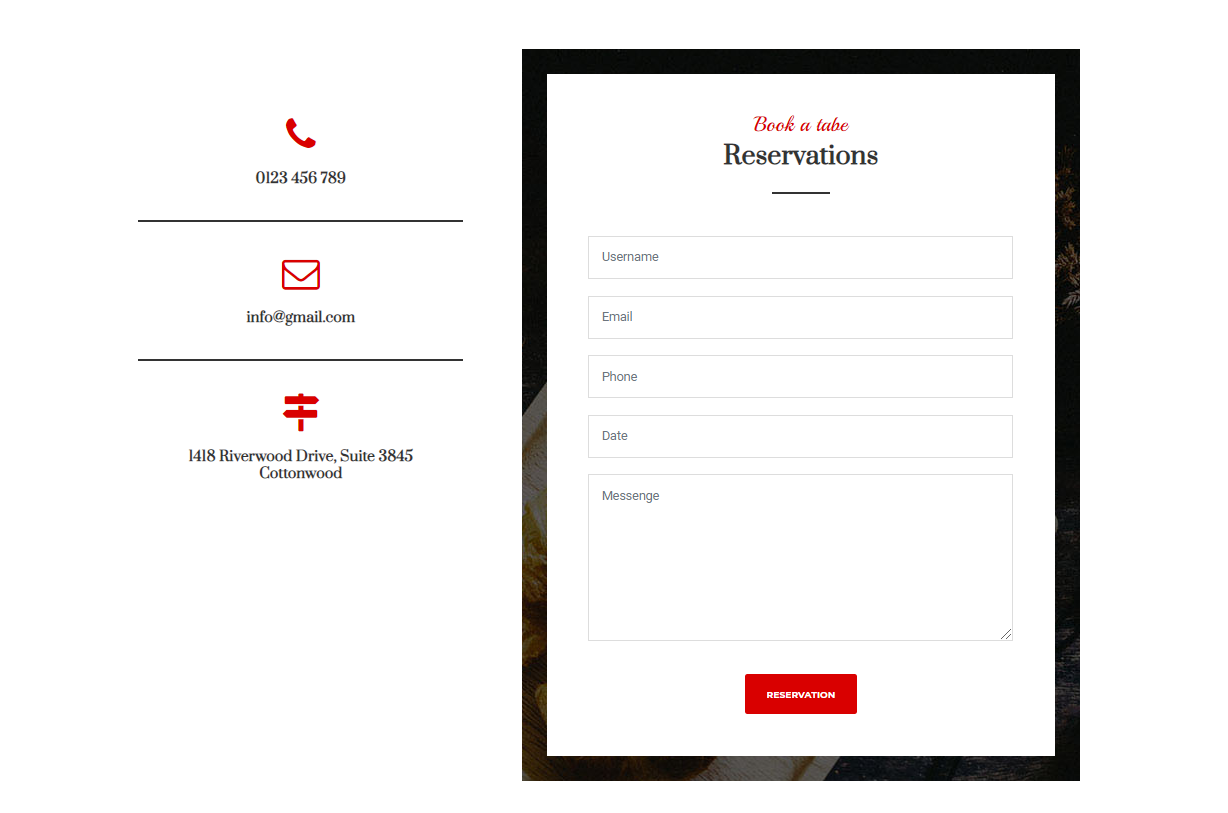 0123 456 789
info@gmail.com
1418 Riverwood Drive, Suite 3845
Cottonwood
Book a tabe
Reservations
Username
Email
Phone
Date
Messenge
RESERVATION